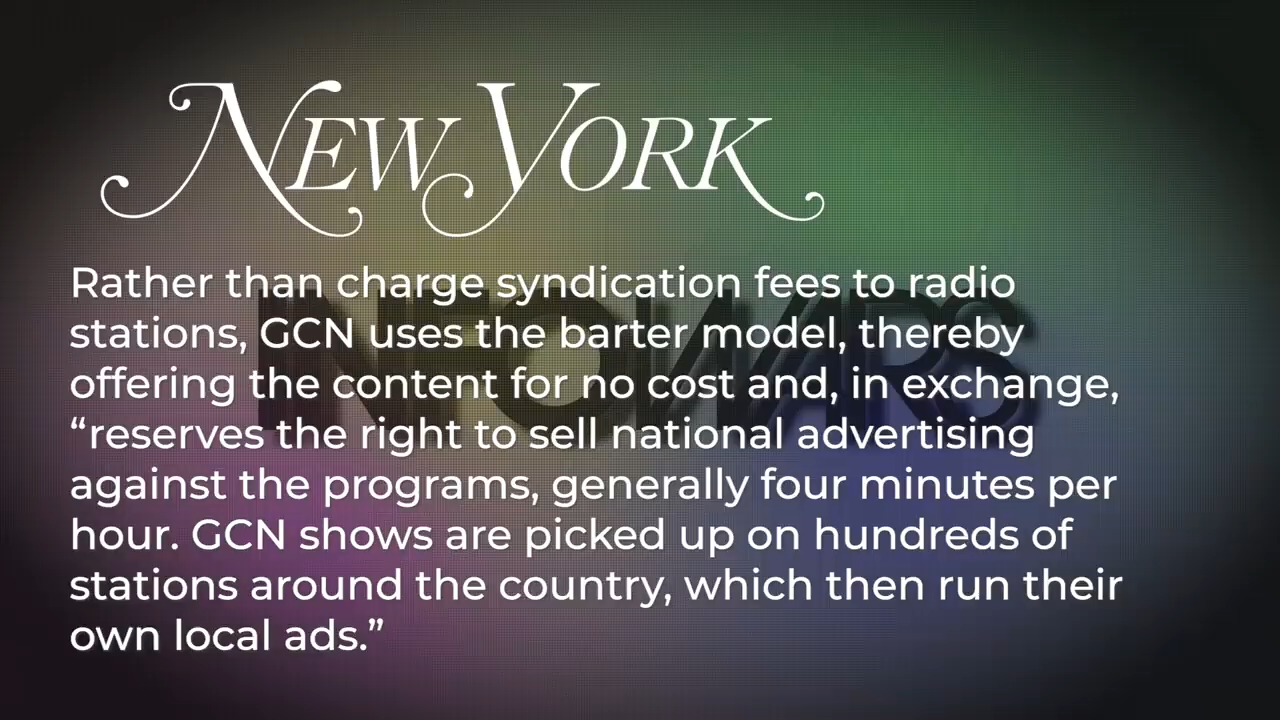 NEW YORK
INFOWARS
Rather than charge syndication fees to radio
stations, GCN uses the barter model, thereby
offering the content for no cost and, in exchange,
“reserves the right to sell national advertising
against the programs, generally four minutes per
hour. GCN shows are picked up on hundreds of
stations around the country, which then run their
own local ads.”